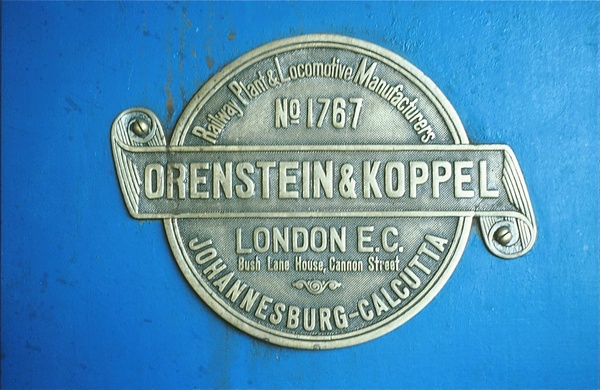 Railway Plant & Locomotive Manufacturers
No 1767
ORENSTEIN & KOPPEL
LONDON E.C.
Bush Lane House, Cannon Street
JOHANNESBURG-CALCUTTA